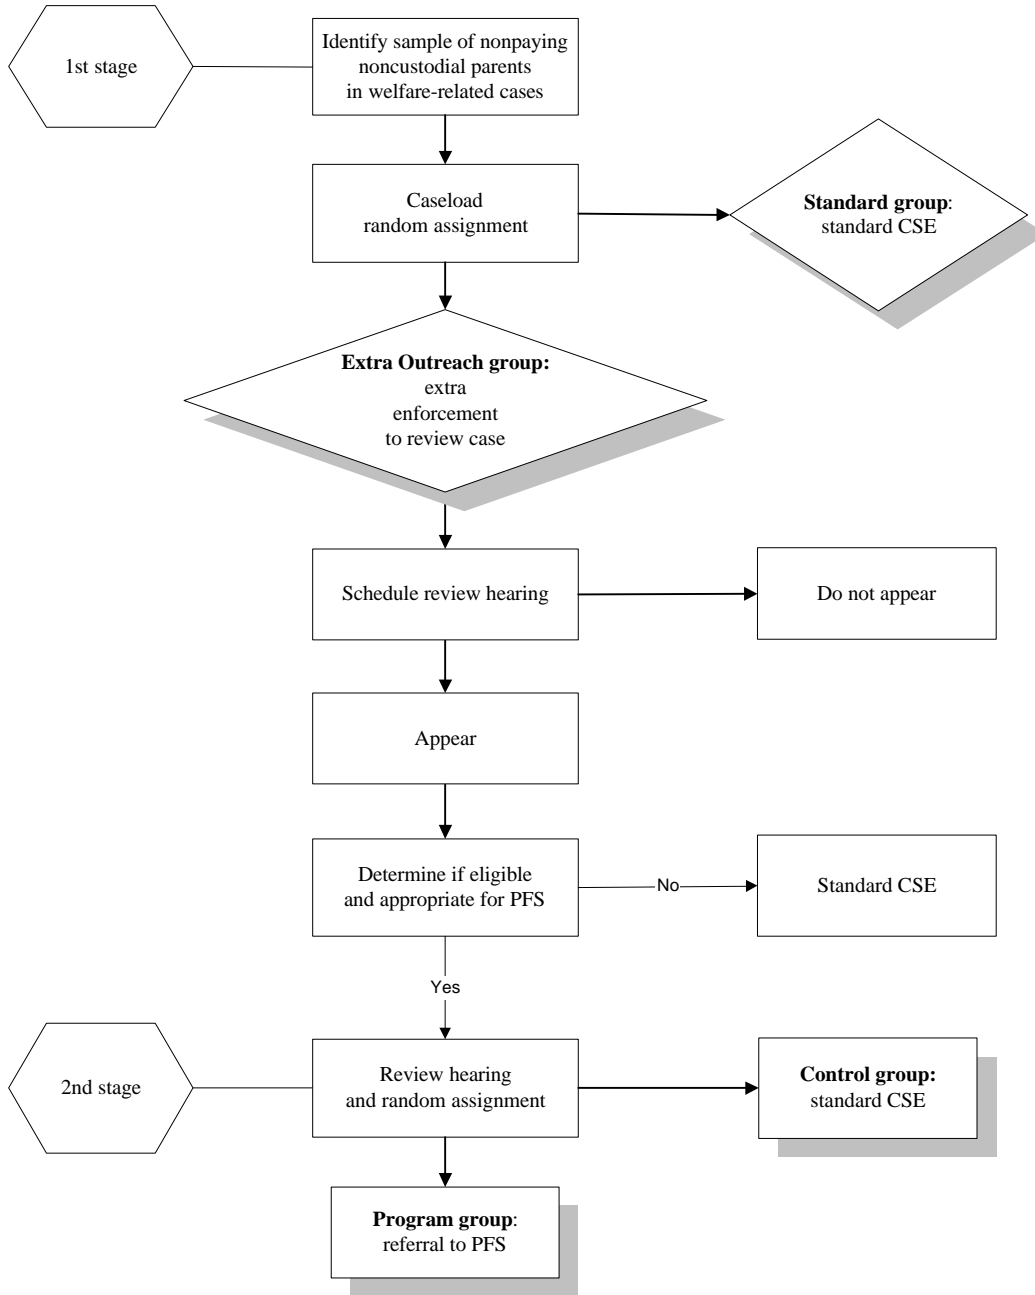 1st stage
Identify sample of nonpaying
noncustodial parents
in welfare-related cases
Caseload
random assignment
Standard group:
standard CSE
Extra Outreach group:
extra
enforcement
to review case
Schedule review hearing
Do not appear
Appear
Determine if eligible
and appropriate for PFS
No
Standard CSE
Yes
2nd stage
Review hearing
and random assignment
Control group:
standard CSE
Program group:
referral to PFS